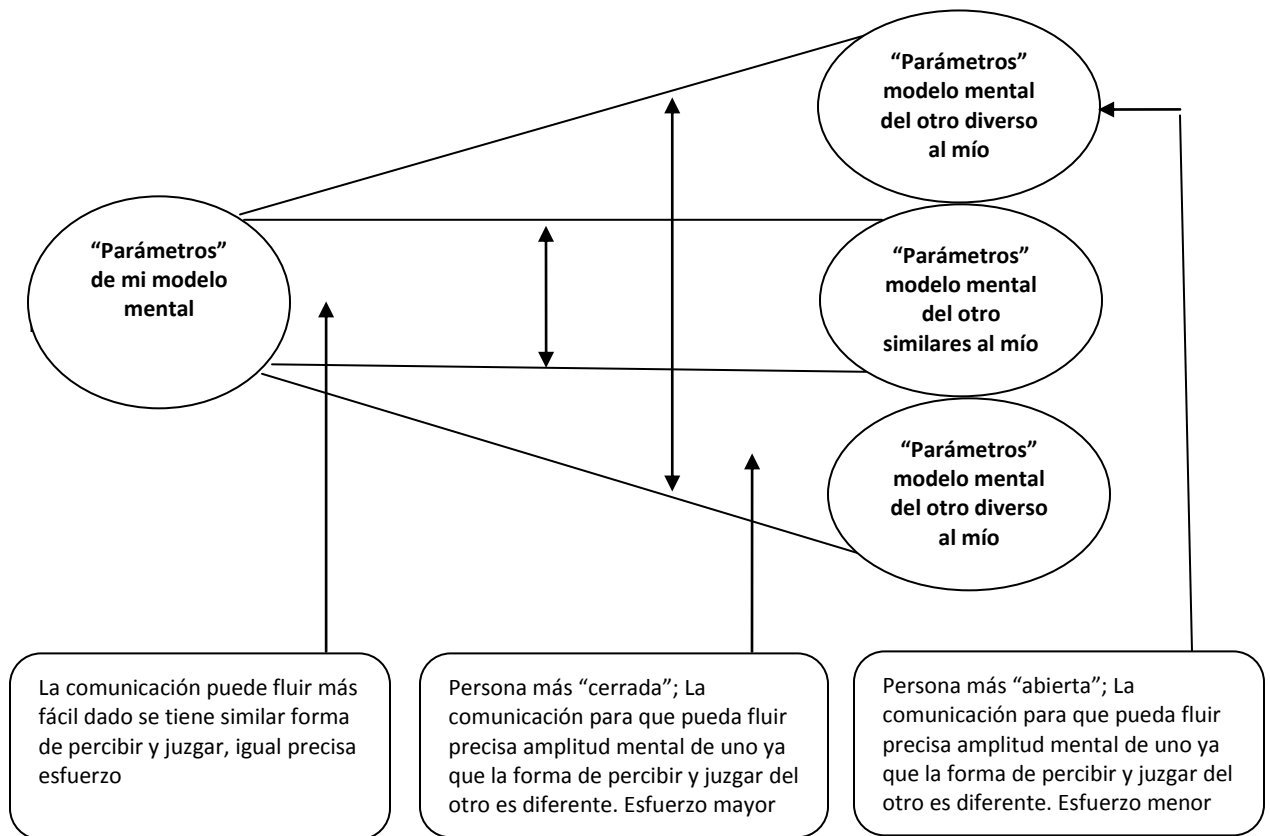 “Parámetros”
modelo mental
del otro diverso
al mío
“Parámetros”
de mi modelo
mental
“Parámetros”
modelo mental
del otro
similares al mío
“Parámetros”
modelo mental
del otro diverso
al mío
La comunicación puede fluir más
fácil dado se tiene similar forma
de percibir y juzgar, igual precisa
esfuerzo
Persona más “cerrada”; La
comunicación para que pueda fluir
precisa amplitud mental de uno ya
que la forma de percibir y juzgar del
otro es diferente. Esfuerzo mayor
Persona más “abierta”; La
comunicación para que pueda fluir
precisa amplitud mental de uno ya
que la forma de percibir y juzgar del
otro es diferente. Esfuerzo menor